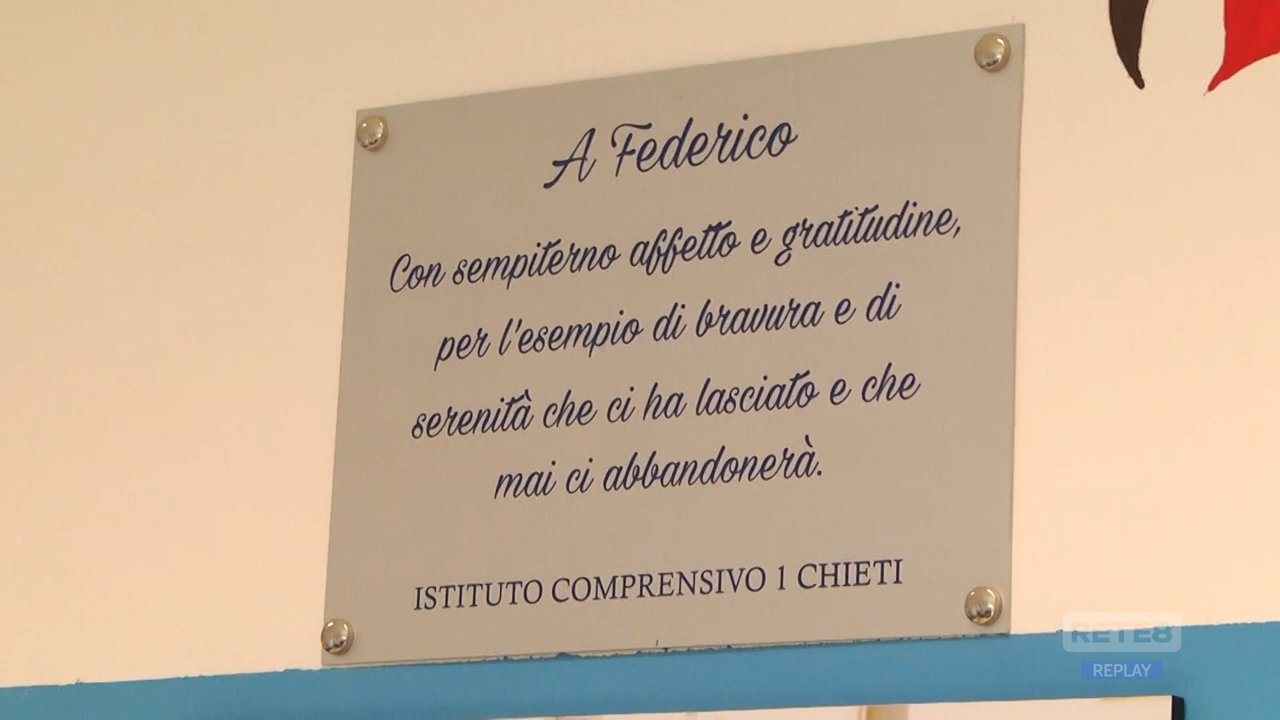 A Federico
Con sempiterno affetto e gratitudine,
per l'esempio di bravura e di
serenità che ci ha lasciato e che
mai ci abbandonerà.
ISTITUTO COMPRENSIVO 1 CHIETI
RETE8
REPLAY